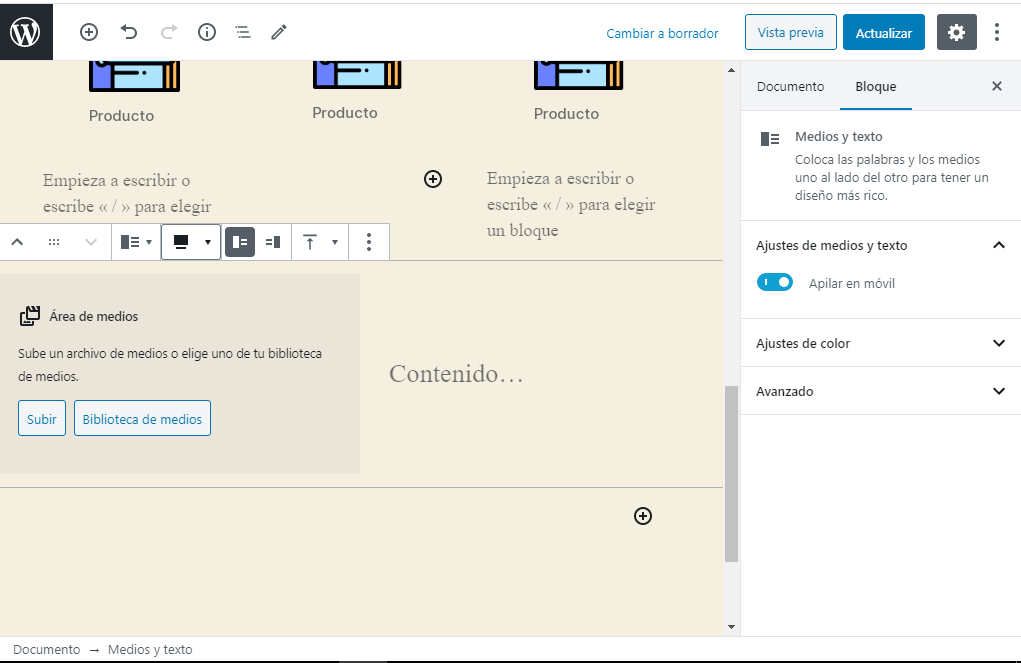 Cambiar a borrador
Vista previa
Actualizar
Producto
Producto
Producto
Empieza a escribir o
escribe « / » para elegir
Empieza a escribir o
escribe « / » para elegir
un bloque
Área de medios
Sube un archivo de medios o elige uno de tu biblioteca
de medios.
Subir
Biblioteca de medios
Contenido…
Documento
Bloque
Medios y texto
Coloca las palabras y los medios
uno al lado del otro para tener un
diseño más rico.
Ajustes de medios y texto
Apilar en móvil
Ajustes de color
Avanzado
Documento → Medios y texto